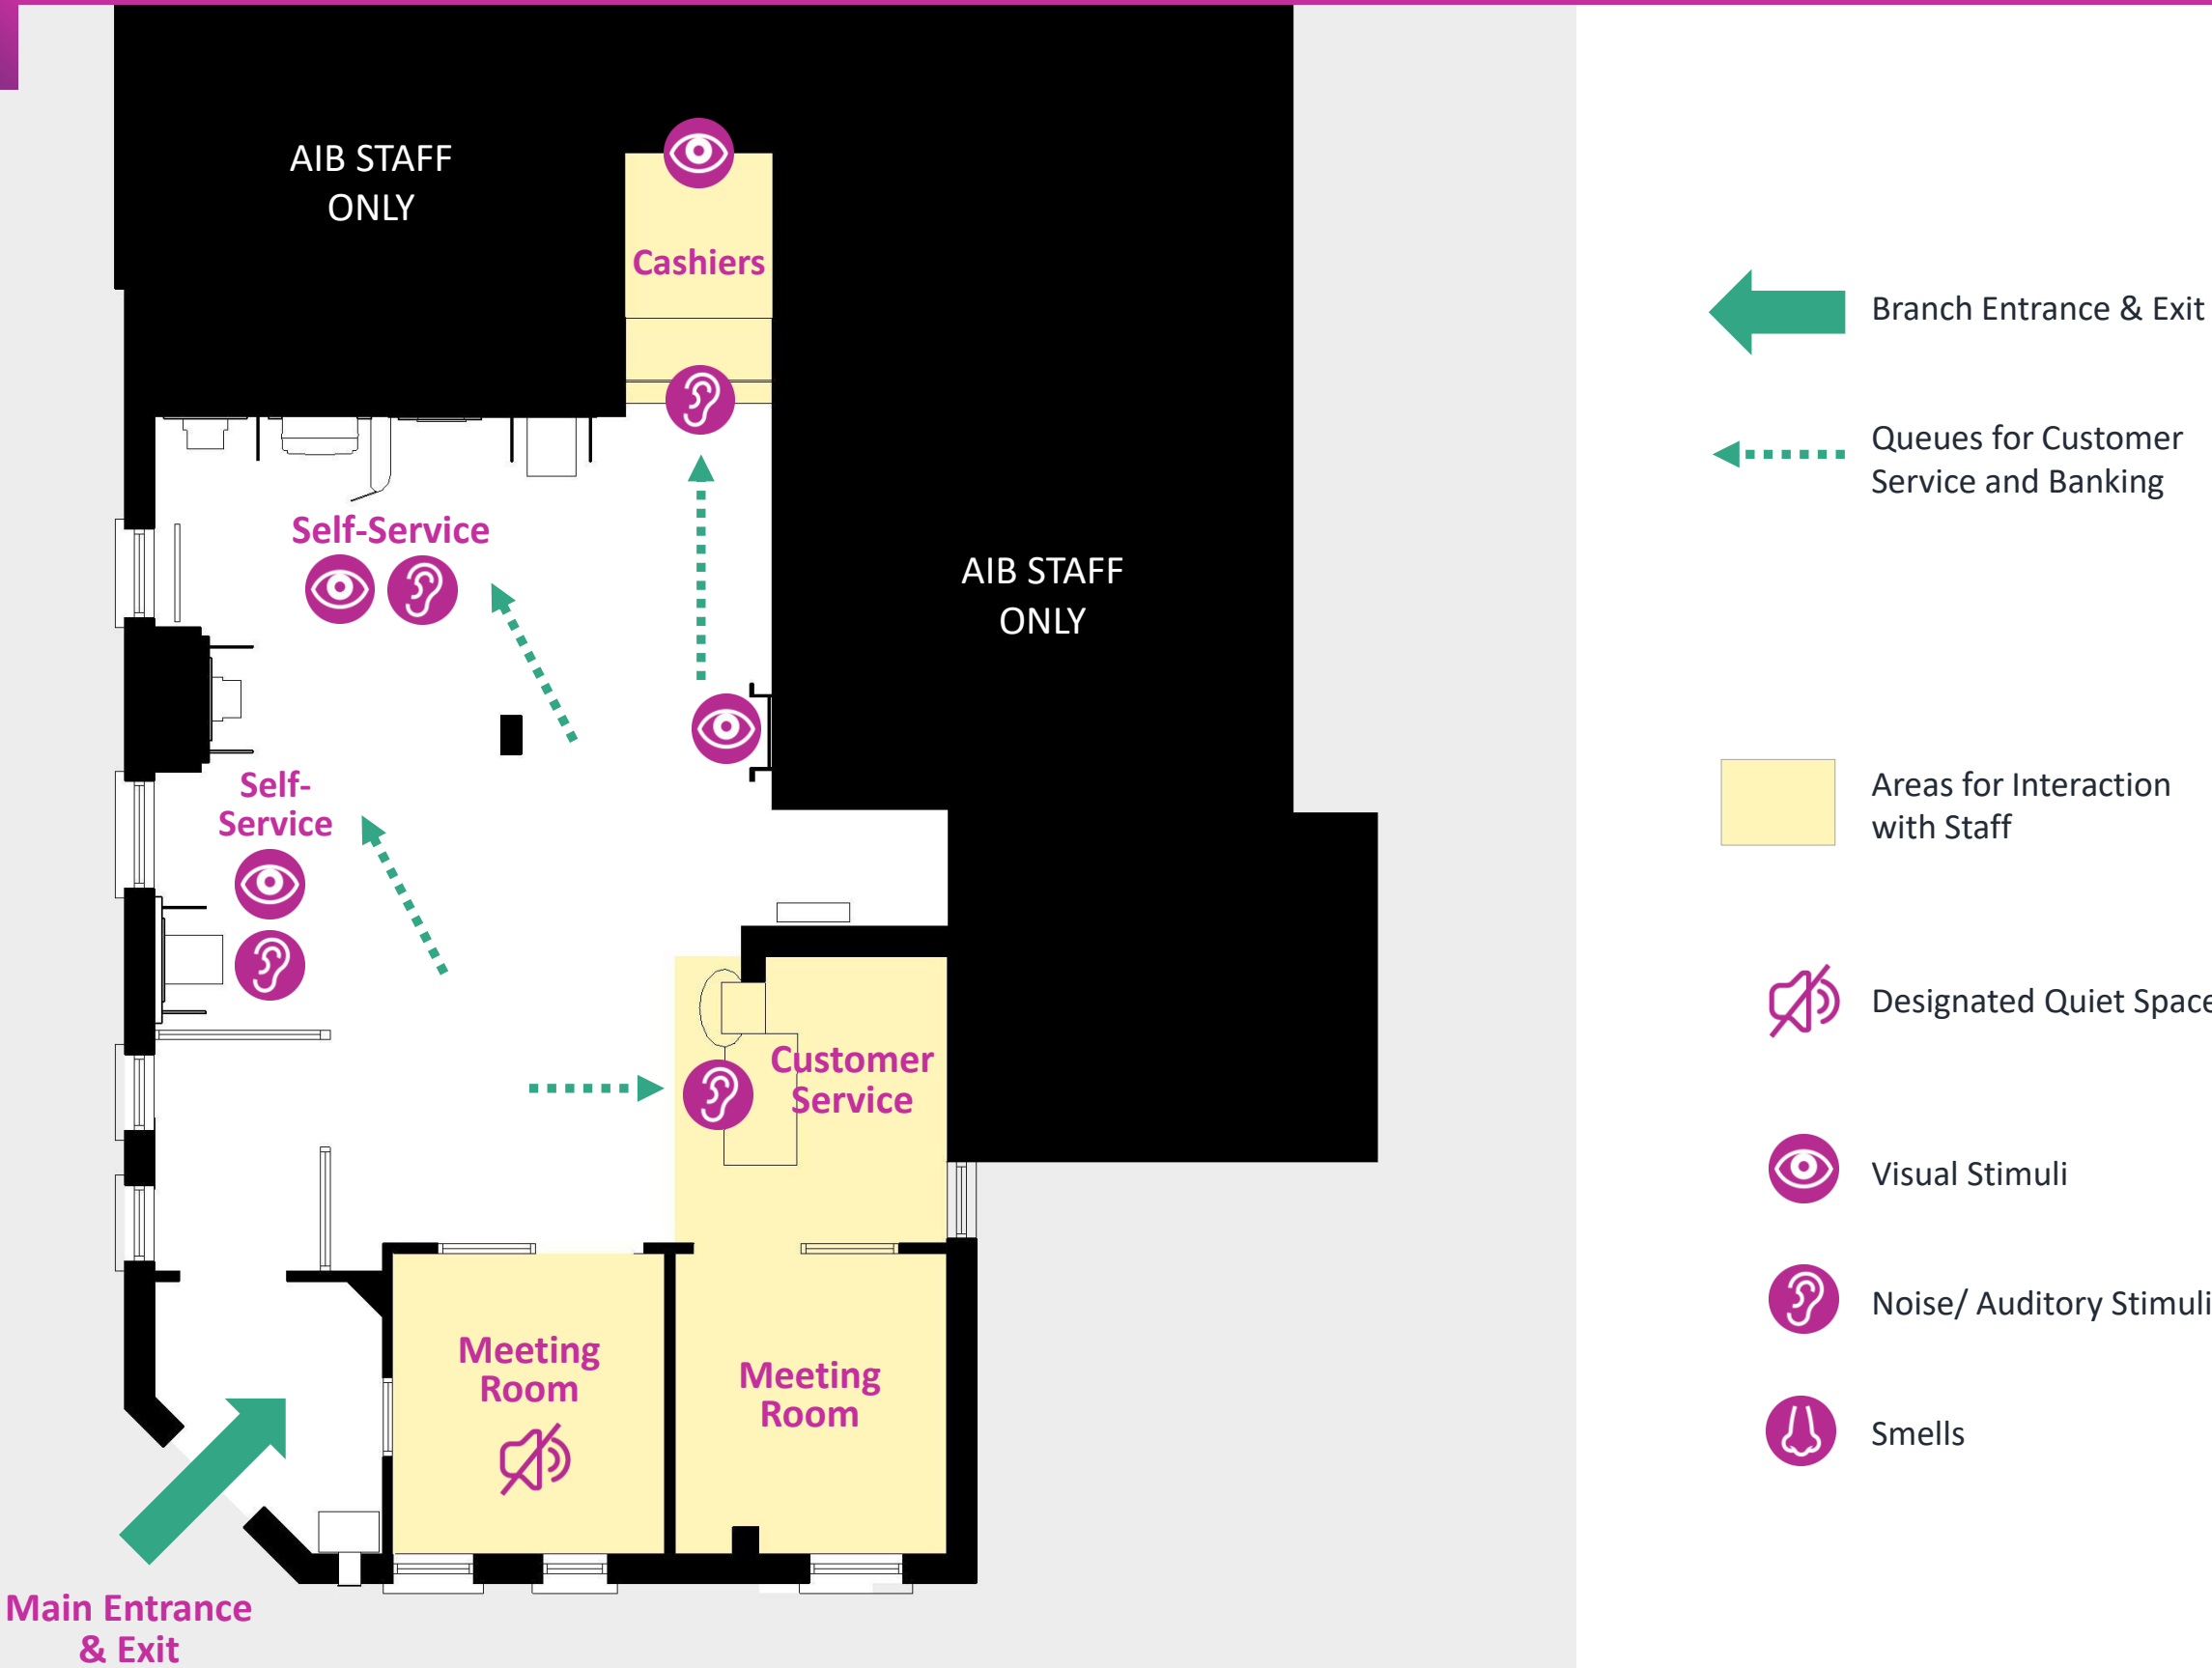 AIB STAFF
ONLY
Cashiers
Self-Service
AIB STAFF
ONLY
Self-
Service
Customer
Service
Meeting
Room
Meeting
Room
Main Entrance
& Exit
Branch Entrance & Exit
Queues for Customer
Service and Banking
Areas for Interaction
with Staff
Designated Quiet Space
Visual Stimuli
Noise/ Auditory Stimuli
Smells